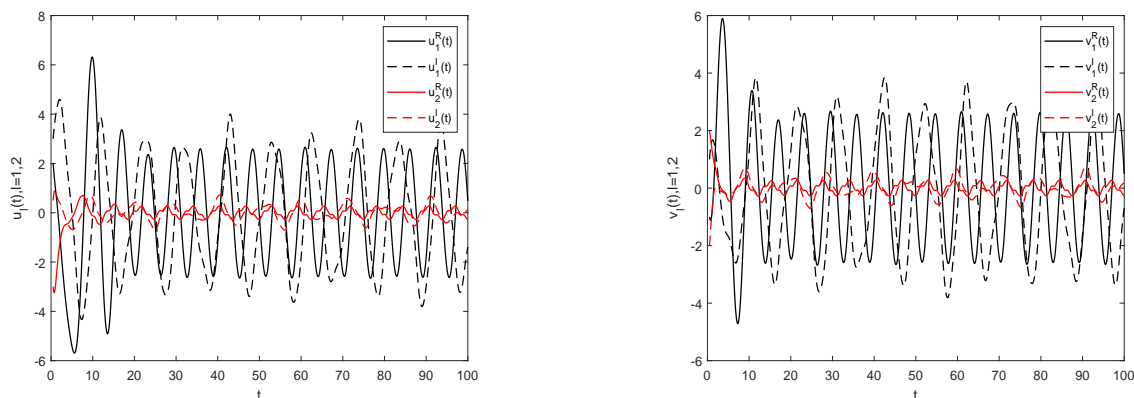 8
6
4
2
0
-2
-4
-6
0 10 20 30 40 50 60 70 80 90 100
t
u_l(t),l=1,2
u_1^R(t)
u_1^I(t)
u_2^R(t)
u_2^I(t)
6
4
2
0
-2
-4
-6
0 10 20 30 40 50 60 70 80 90 100
t
v_l(t),l=1,2
v_1^R(t)
v_1^I(t)
v_2^R(t)
v_2^I(t)